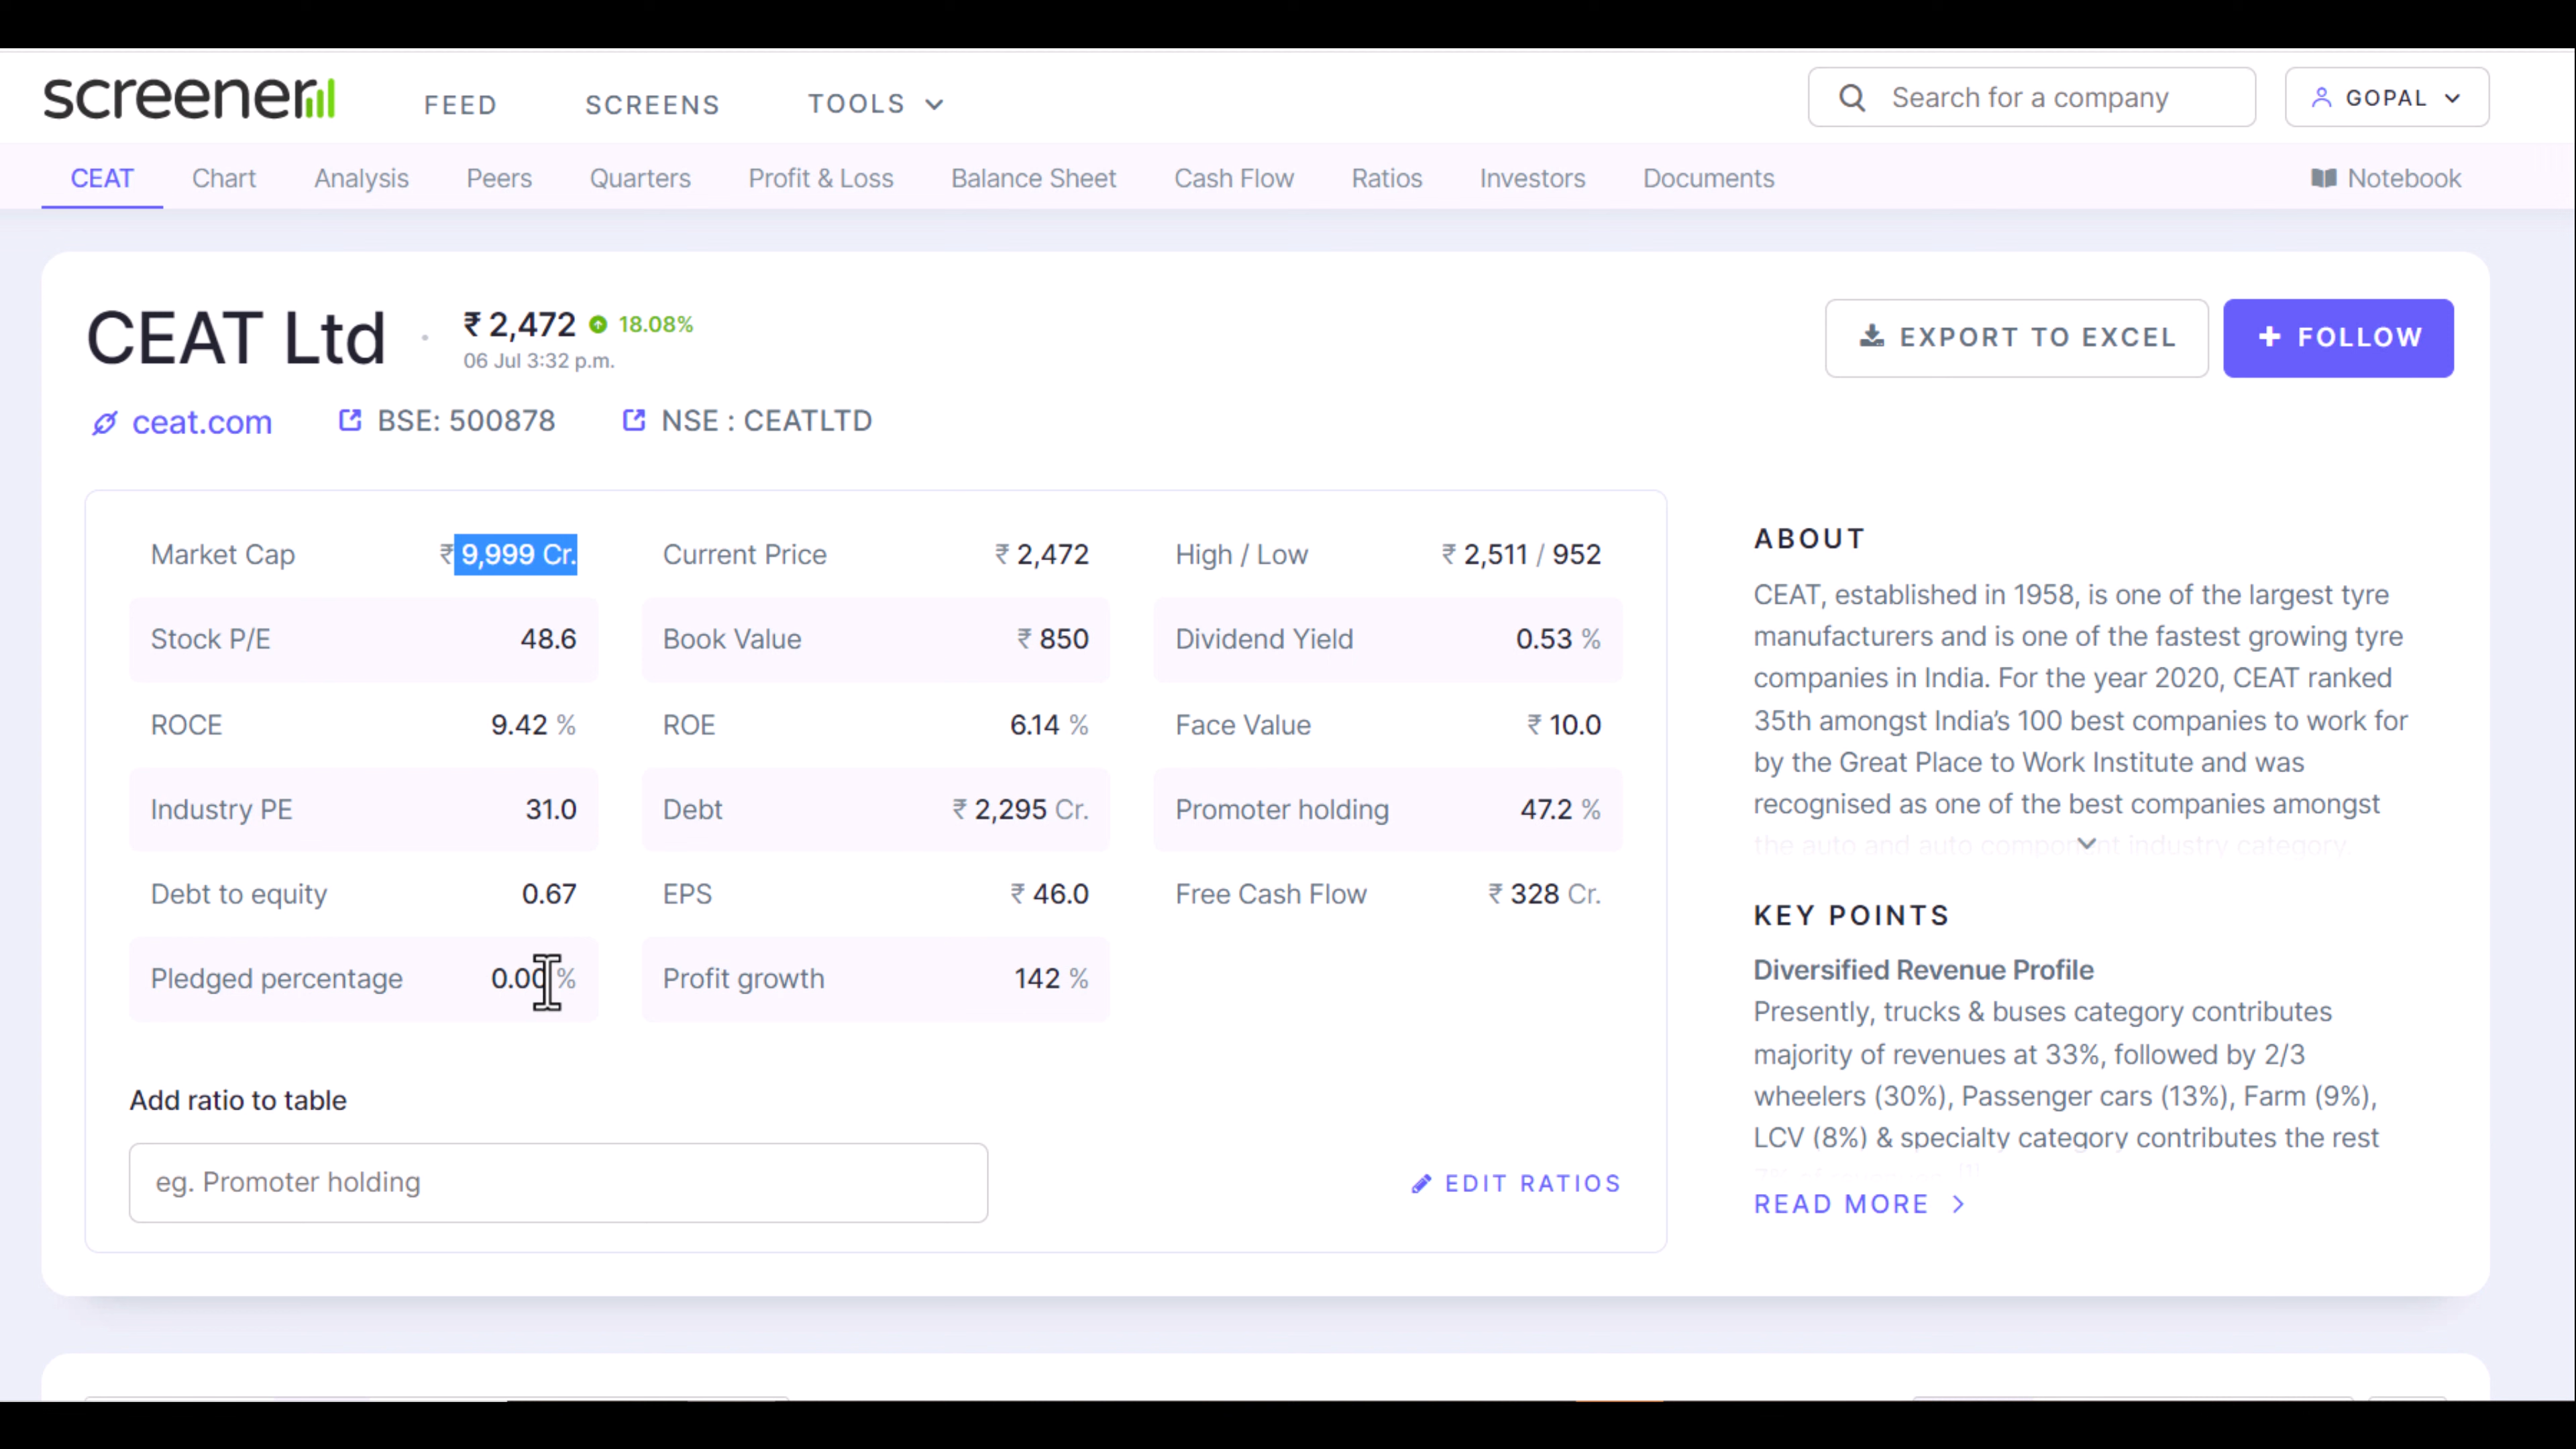 screener FEED SCREENS TOOLS Search for a company GOPAL
CEAT Chart Analysis Peers Quarters Profit & Loss Balance Sheet Cash Flow Ratios Investors Documents Notebook
CEAT Ltd · ₹ 2,472 18.08%
06 Jul 3:32 p.m.
EXPORT TO EXCEL + FOLLOW
ceat.com BSE: 500878 NSE : CEATLTD
Market Cap ₹ 9,999 Cr. Current Price ₹ 2,472 High / Low ₹ 2,511 / 952
Stock P/E 48.6 Book Value ₹ 850 Dividend Yield 0.53 %
ROCE 9.42 % ROE 6.14 % Face Value ₹ 10.0
Industry PE 31.0 Debt ₹ 2,295 Cr. Promoter holding 47.2 %
Debt to equity 0.67 EPS ₹ 46.0 Free Cash Flow ₹ 328 Cr.
Pledged percentage 0.00 % Profit growth 142 %
Add ratio to table
eg. Promoter holding
EDIT RATIOS
ABOUT
CEAT, established in 1958, is one of the largest tyre
manufacturers and is one of the fastest growing tyre
companies in India. For the year 2020, CEAT ranked
35th amongst India’s 100 best companies to work for
by the Great Place to Work Institute and was
recognised as one of the best companies amongst
the auto and auto component industry category
KEY POINTS
Diversified Revenue Profile
Presently, trucks & buses category contributes
majority of revenues at 33%, followed by 2/3
wheelers (30%), Passenger cars (13%), Farm (9%),
LCV (8%) & specialty category contributes the rest
READ MORE